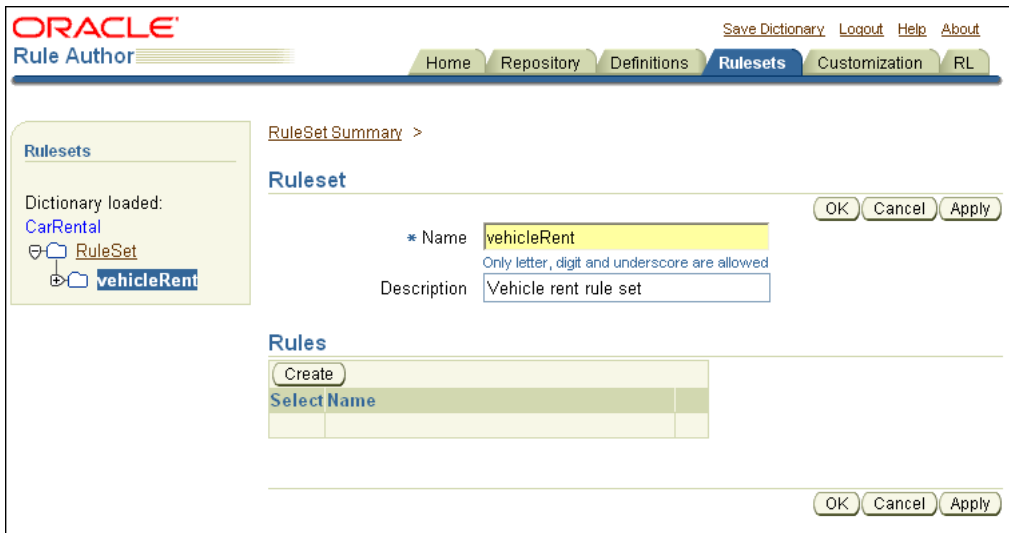 ORACLE
Rule Author
Save Dictionary Logout Help About
Home Repository Definitions Rulesets Customization RL
Rulesets
Dictionary loaded:
CarRental
RuleSet
vehicleRent
RuleSet Summary >
Ruleset
OK Cancel Apply
* Name vehicleRent
Only letter, digit and underscore are allowed
Description Vehicle rent rule set
Rules
Create
Select Name
OK Cancel Apply